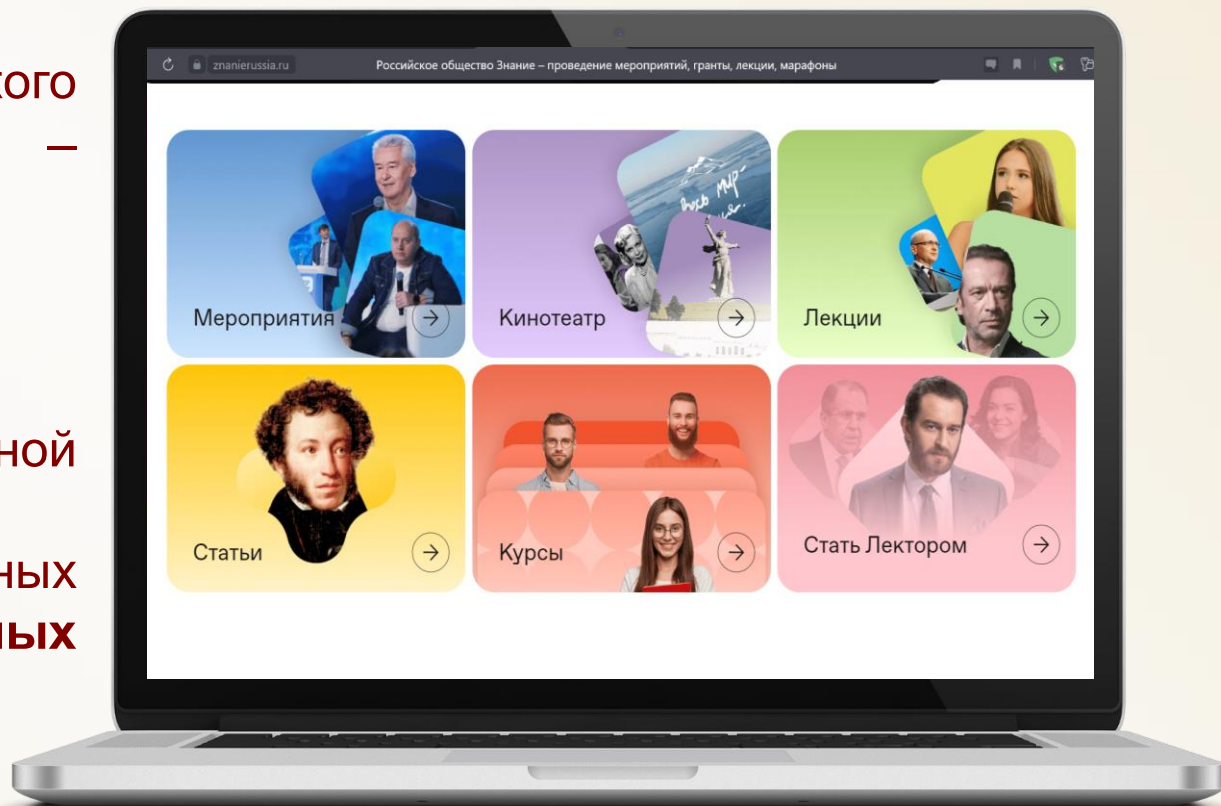 кого
–
ной
ных
ных
znanierussia.ru
Российское общество Знание – проведение мероприятий, гранты, лекции, марафоны
Мероприятия
Кинотеатр
Лекции
Статьи
Курсы
Стать Лектором